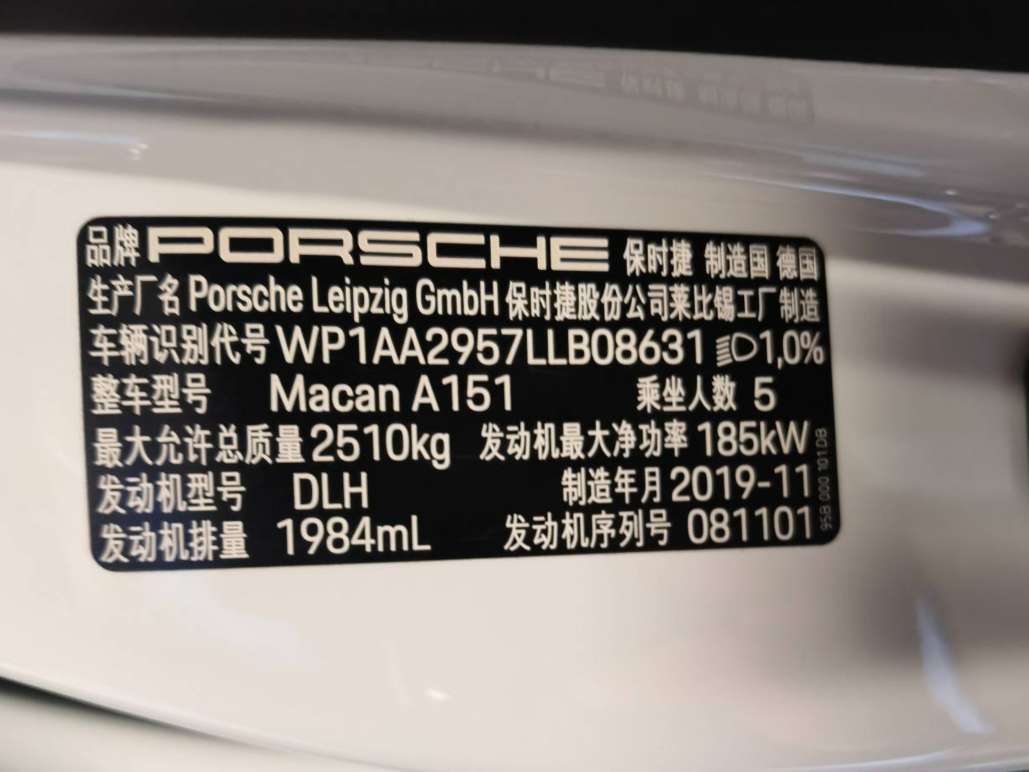 品牌 PORSCHE 保时捷 制造国 德国
生产厂名 Porsche Leipzig GmbH 保时捷股份公司莱比锡工厂制造
车辆识别代号 WP1AA2957LLB08631 1,0%
整车型号 Macan A151 乘坐人数 5
最大允许总质量 2510kg 发动机最大净功率 185kW
发动机型号 DLH 制造年月 2019-11
发动机排量 1984mL 发动机序列号 081101
95B 000 101 DB